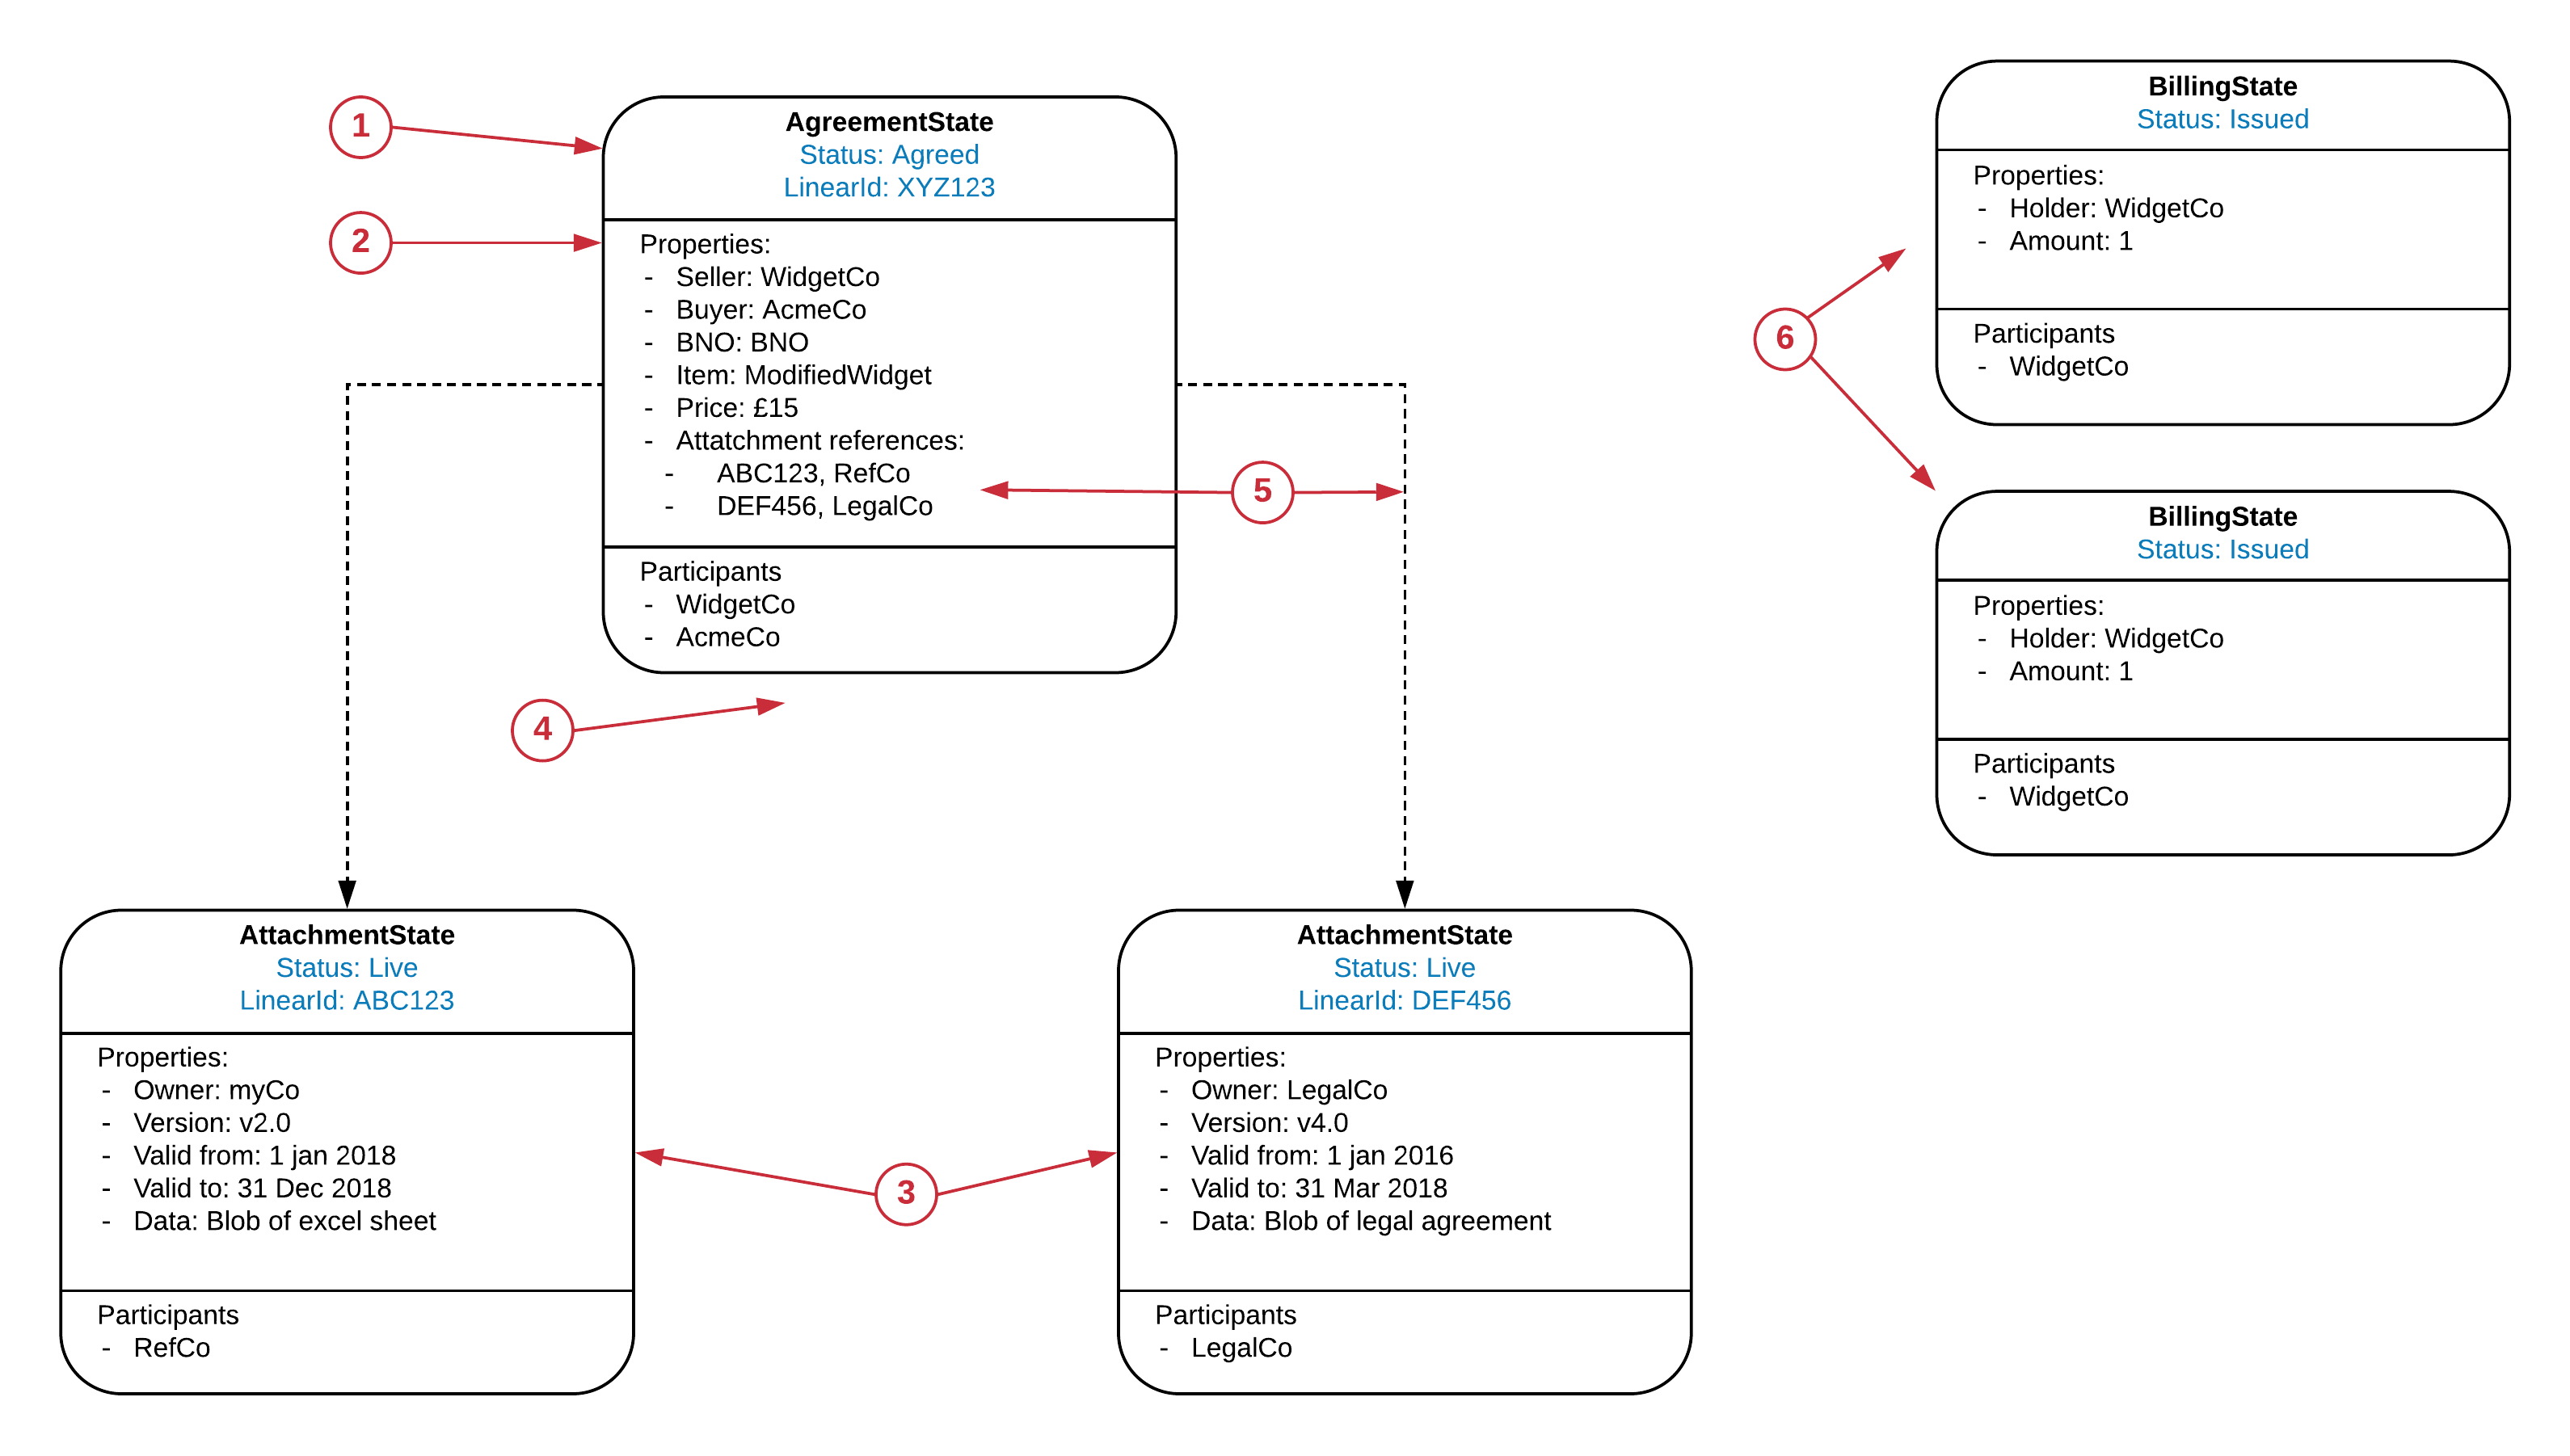 1
AgreementState
Status: Agreed
LinearId: XYZ123
2
Properties:
- Seller: WidgetCo
- Buyer: AcmeCo
- BNO: BNO
- Item: ModifiedWidget
- Price: £15
- Attatchment references:
- ABC123, RefCo
- DEF456, LegalCo
5
Participants
- WidgetCo
- AcmeCo
4
6
BillingState
Status: Issued
Properties:
- Holder: WidgetCo
- Amount: 1
Participants
- WidgetCo
BillingState
Status: Issued
Properties:
- Holder: WidgetCo
- Amount: 1
Participants
- WidgetCo
AttachmentState
Status: Live
LinearId: ABC123
Properties:
- Owner: myCo
- Version: v2.0
- Valid from: 1 jan 2018
- Valid to: 31 Dec 2018
- Data: Blob of excel sheet
Participants
- RefCo
3
AttachmentState
Status: Live
LinearId: DEF456
Properties:
- Owner: LegalCo
- Version: v4.0
- Valid from: 1 jan 2016
- Valid to: 31 Mar 2018
- Data: Blob of legal agreement
Participants
- LegalCo